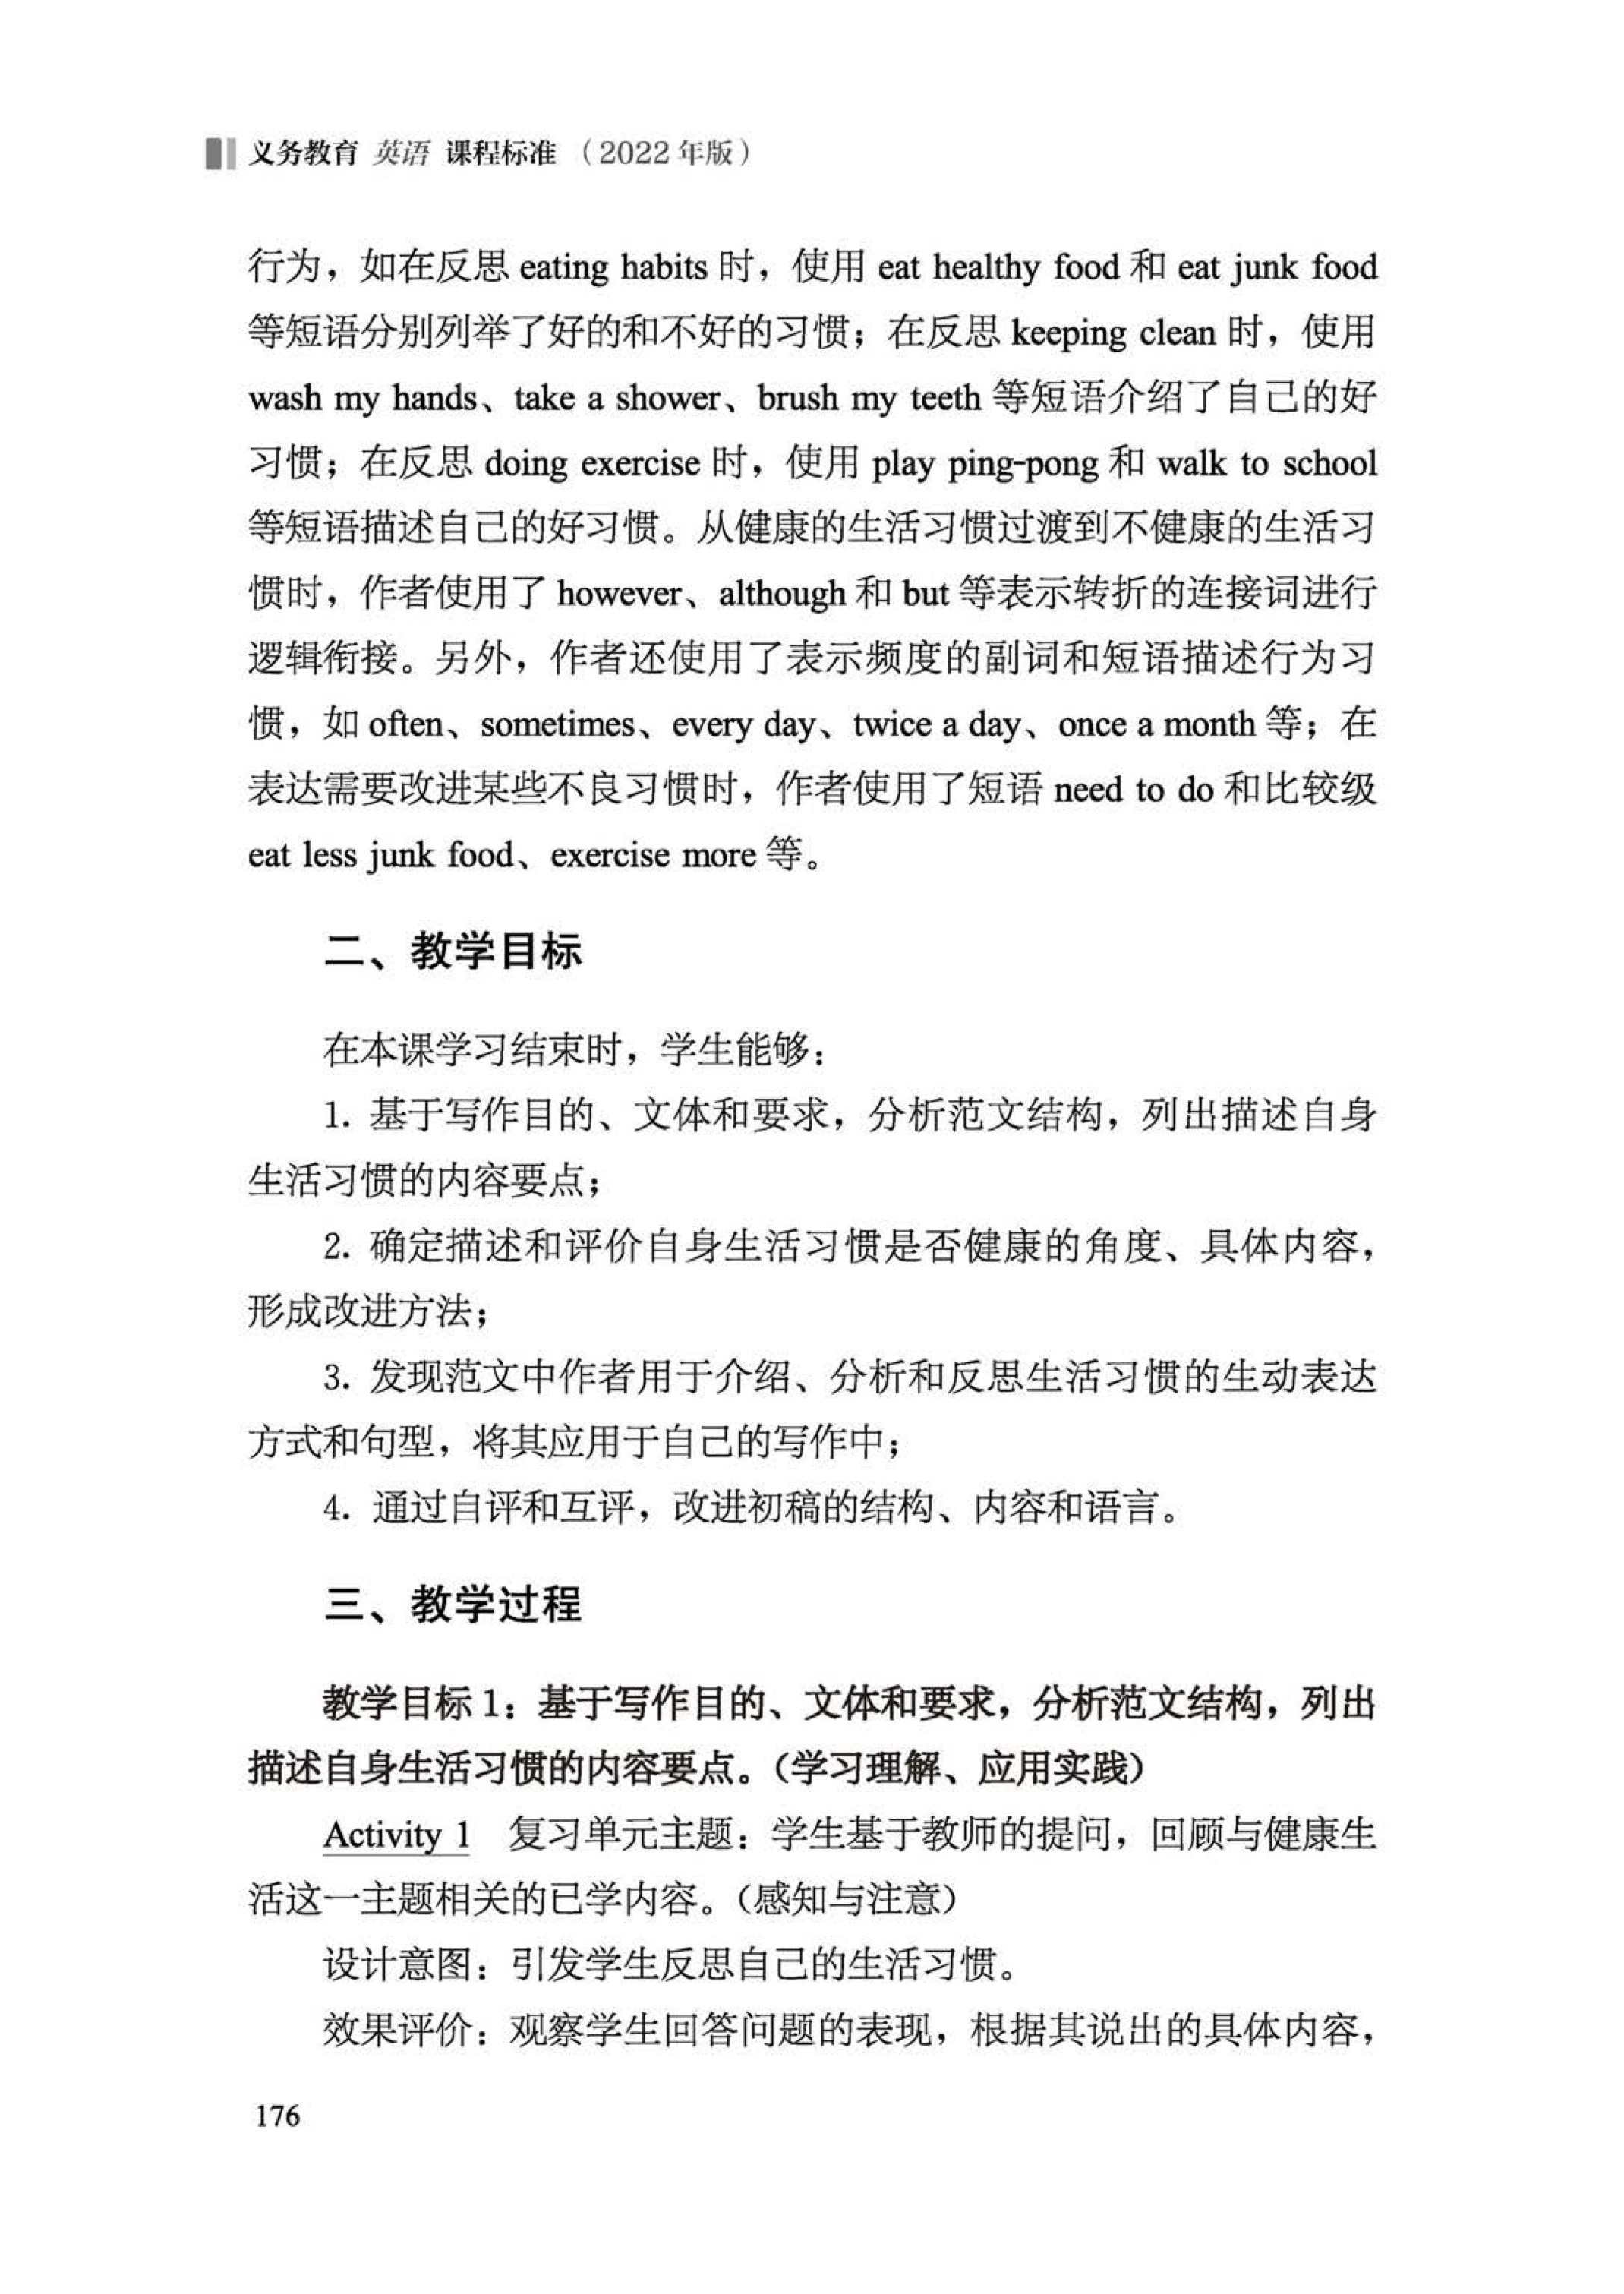 义务教育 英语 课程标准（2022年版）
行为，如在反思 eating habits 时，使用 eat healthy food 和 eat junk food
等短语分别列举了好的和不好的习惯；在反思 keeping clean 时，使用
wash my hands、take a shower、brush my teeth 等短语介绍了自己的好
习惯；在反思 doing exercise 时，使用 play ping-pong 和 walk to school
等短语描述自己的好习惯。从健康的生活习惯过渡到不健康的生活习
惯时，作者使用了 however、although 和 but 等表示转折的连接词进行
逻辑衔接。另外，作者还使用了表示频度的副词和短语描述行为习
惯，如 often、sometimes、every day、twice a day、once a month 等；在
表达需要改进某些不良习惯时，作者使用了短语 need to do 和比较级
eat less junk food、exercise more 等。
二、教学目标
在本课学习结束时，学生能够：
1. 基于写作目的、文体和要求，分析范文结构，列出描述自身
生活习惯的内容要点；
2. 确定描述和评价自身生活习惯是否健康的角度、具体内容，
形成改进方法；
3. 发现范文中作者用于介绍、分析和反思生活习惯的生动表达
方式和句型，将其应用于自己的写作中；
4. 通过自评和互评，改进初稿的结构、内容和语言。
三、教学过程
教学目标1：基于写作目的、文体和要求，分析范文结构，列出
描述自身生活习惯的内容要点。（学习理解、应用实践）
Activity 1 复习单元主题：学生基于教师的提问，回顾与健康生
活这一主题相关的已学内容。（感知与注意）
设计意图：引发学生反思自己的生活习惯。
效果评价：观察学生回答问题的表现，根据其说出的具体内容，
176